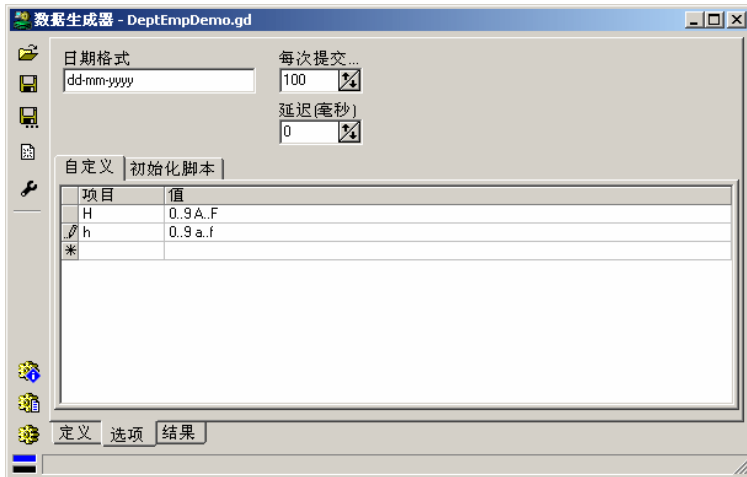 数据生成器 - DeptEmpDemo.gd
日期格式 每次提交...
dd-mm-yyyy 100
延迟(毫秒)
0
自定义 初始化脚本
项目 值
H 0..9 A..F
h 0..9 a..f
定义 选项 结果